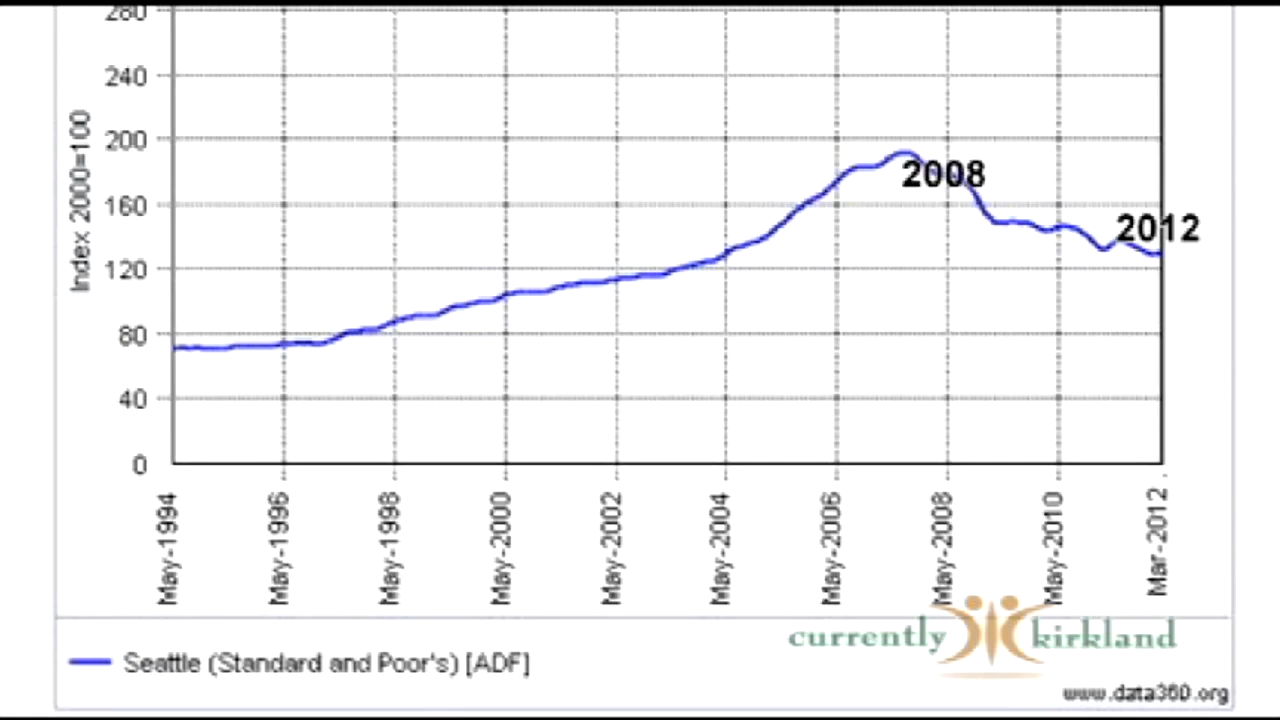 280
240
200
160
120
80
40
0
Index 2000=100
2008
2012
May-1994
May-1996
May-1998
May-2000
May-2002
May-2004
May-2006
May-2008
May-2010
Mar-2012
currently kirkland
Seattle (Standard and Poor's) [ADF]
www.data360.org